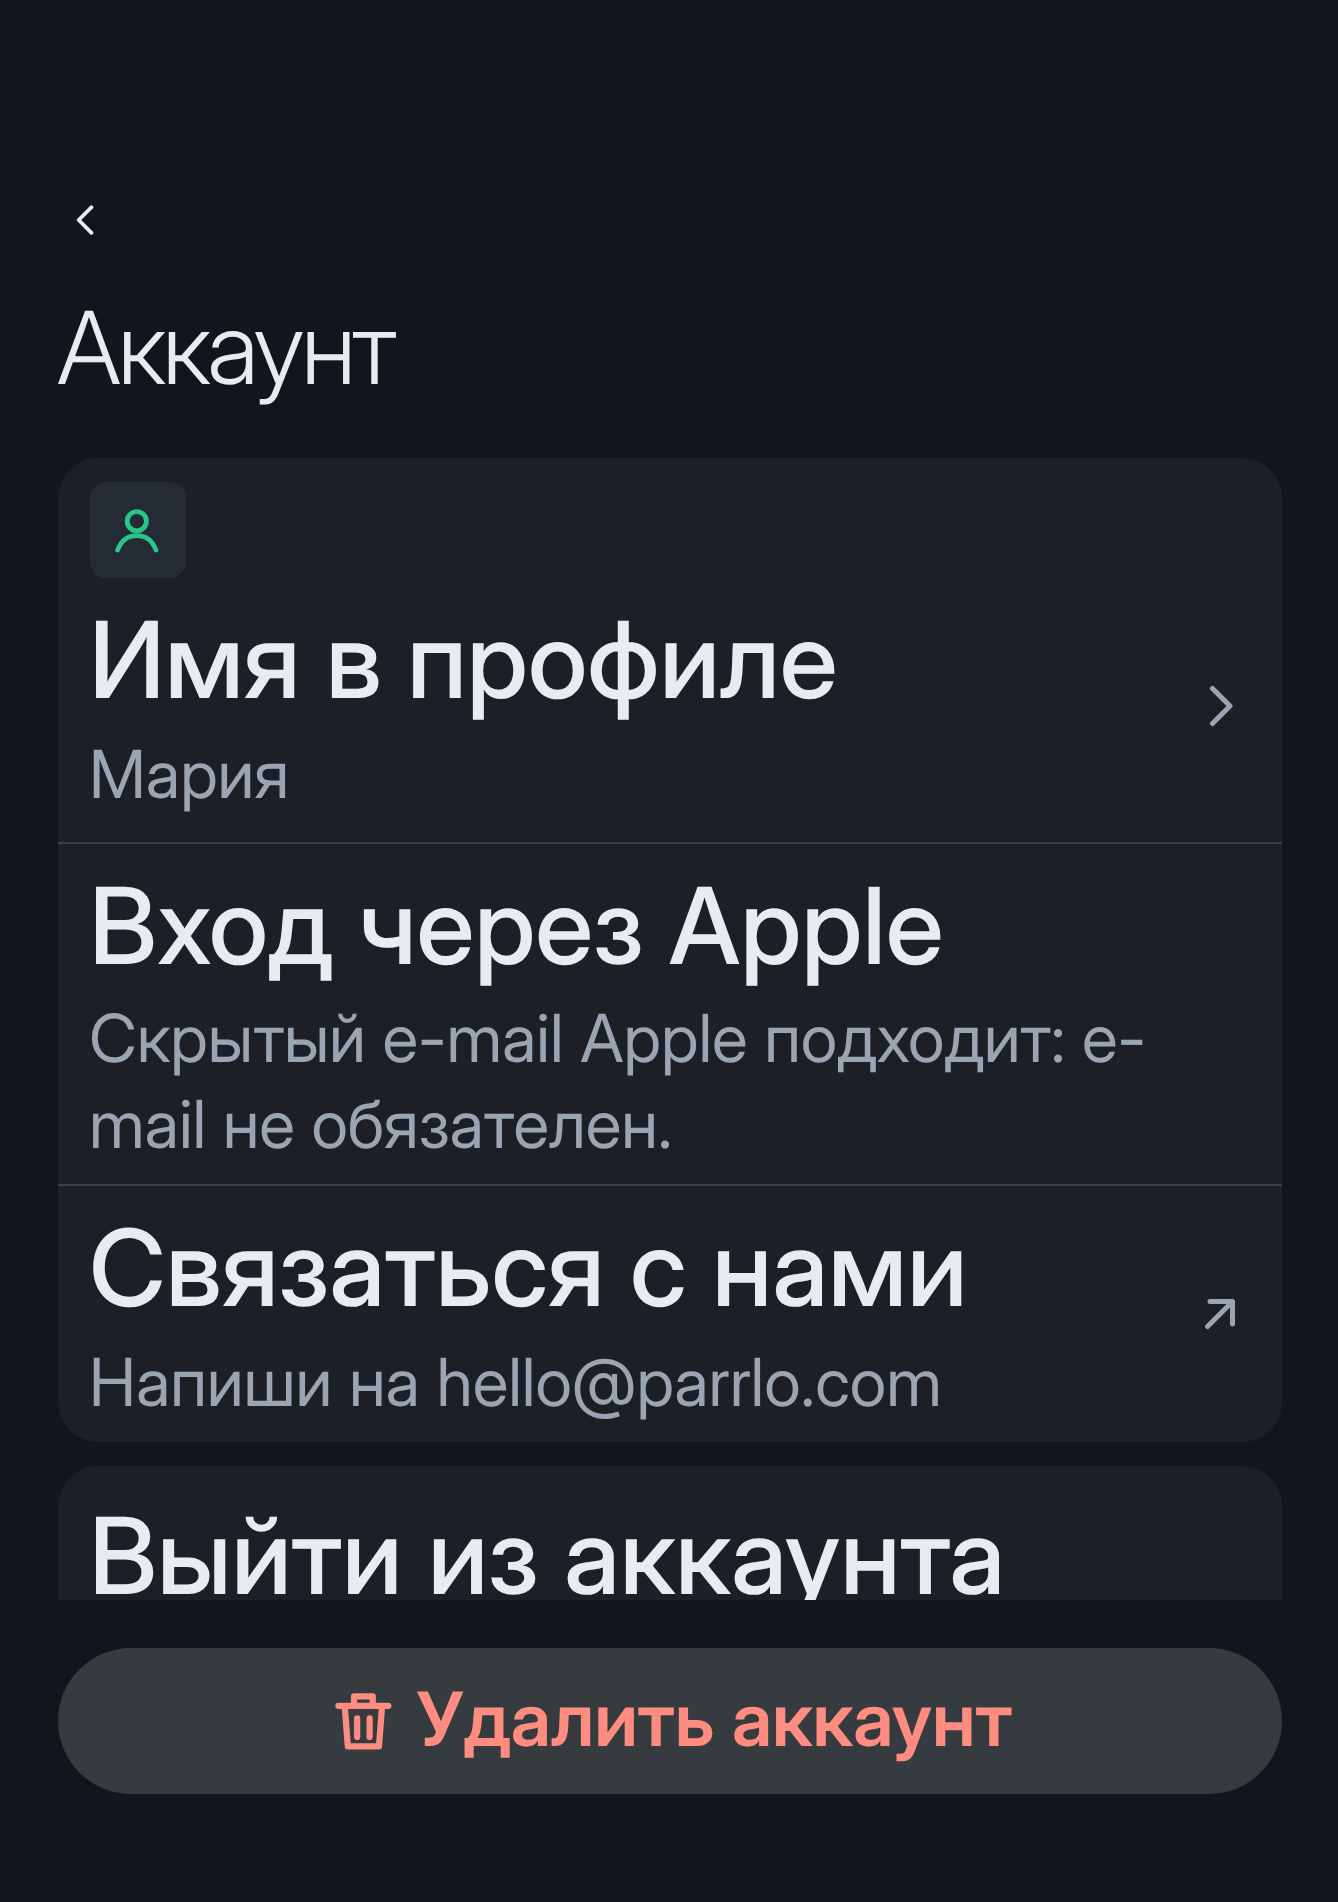 Аккаунт
Имя в профиле
Мария
Вход через Apple
Скрытый e-mail Apple подходит: e-
mail не обязателен.
Связаться с нами
Напиши на hello@parrlo.com
Выйти из аккаунта
Удалить аккаунт